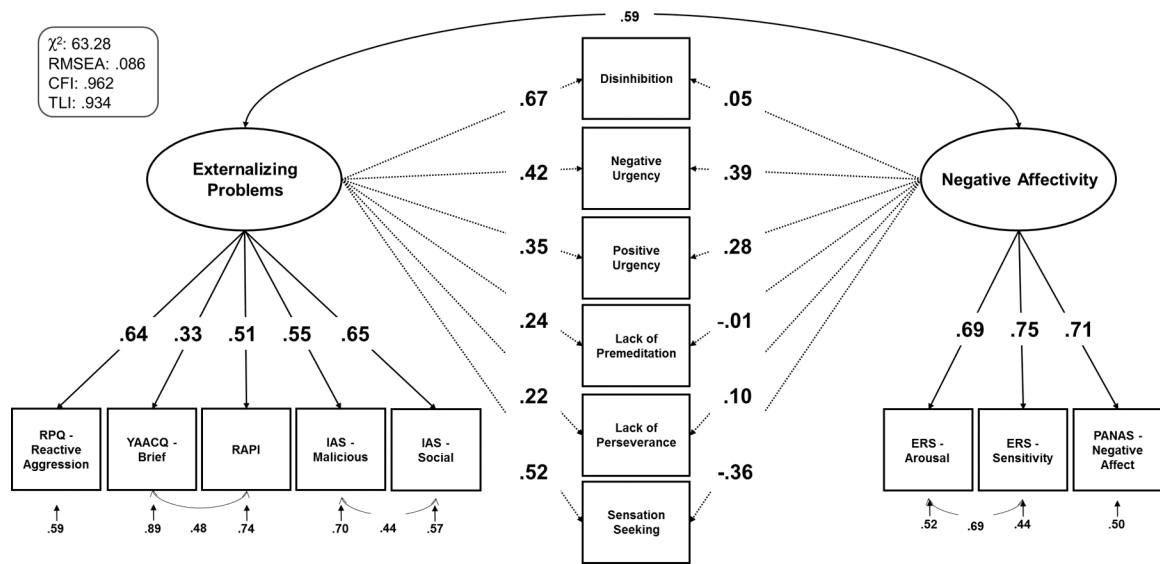 .59
χ²: 63.28
RMSEA: .086
CFI: .962
TLI: .934
Disinhibition
.67
.05
Externalizing
Problems
Negative
Urgency
Negative Affectivity
.42
.39
Positive
Urgency
.35
.28
.64
.33
.51
.55
.65
.24
Lack of
Premeditation
-.01
.69
.75
.71
.22
Lack of
Perseverance
.10
RPQ -
Reactive
Aggression
YAACQ -
Brief
RAPI
IAS -
Malicious
IAS -
Social
ERS -
Arousal
ERS -
Sensitivity
PANAS -
Negative
Affect
.52
Sensation
Seeking
-.36
.59
.89
.48
.74
.70
.44
.57
.52
.69
.44
.50